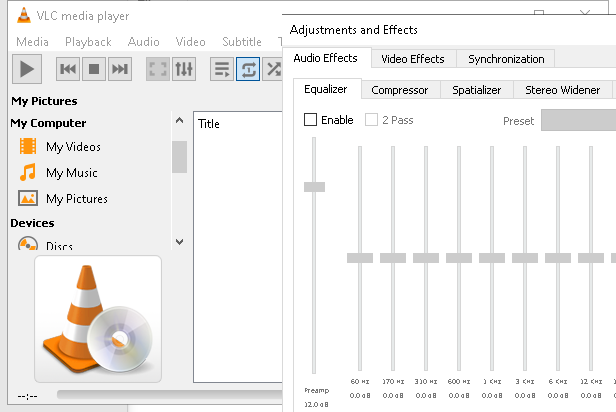 VLC media player
Media Playback Audio Video Subtitle T
My Pictures
My Computer
My Videos
My Music
My Pictures
Devices
Discs
Title
--:--
Adjustments and Effects
Audio Effects Video Effects Synchronization
Equalizer Compressor Spatializer Stereo Widener
Enable 2 Pass Preset
60 Hz 170 Hz 310 Hz 600 Hz 1 KHz 3 KHz 6 KHz 12 KHz
Preamp 0.0 dB 0.0 dB 0.0 dB 0.0 dB 0.0 dB 0.0 dB 0.0 dB 0.0 dB
12.0 dB